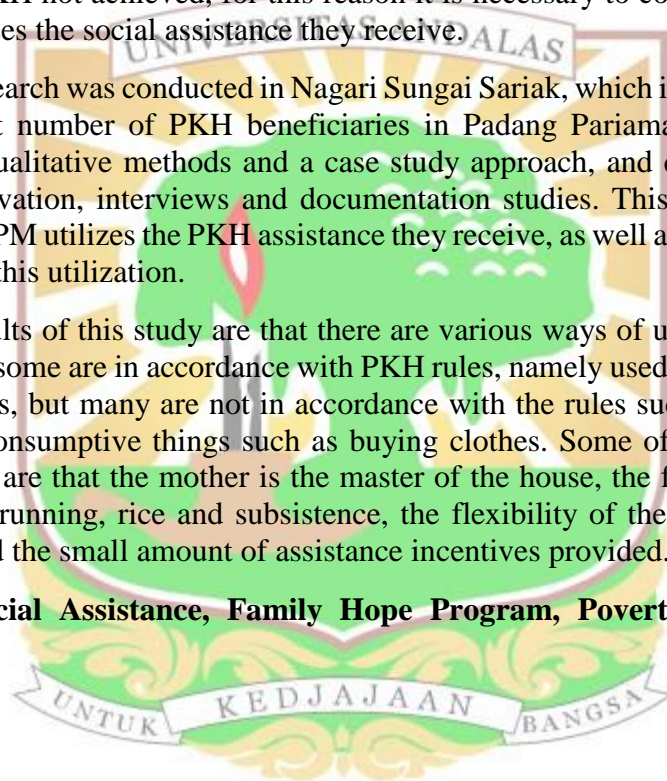 KH not achieved, for this reason it is necessary to co
es the social assistance they receive.
UNIVERSITAS ANDALAS
earch was conducted in Nagari Sungai Sariak, which i
t number of PKH beneficiaries in Padang Pariama
ualitative methods and a case study approach, and
vation, interviews and documentation studies. This
PM utilizes the PKH assistance they receive, as well a
this utilization.
ults of this study are that there are various ways of u
some are in accordance with PKH rules, namely used
s, but many are not in accordance with the rules suc
onsumptive things such as buying clothes. Some of
are that the mother is the master of the house, the f
running, rice and subsistence, the flexibility of the
d the small amount of assistance incentives provided.
cial Assistance, Family Hope Program, Povert
UNTUK KEDJAJAAN BANGSA